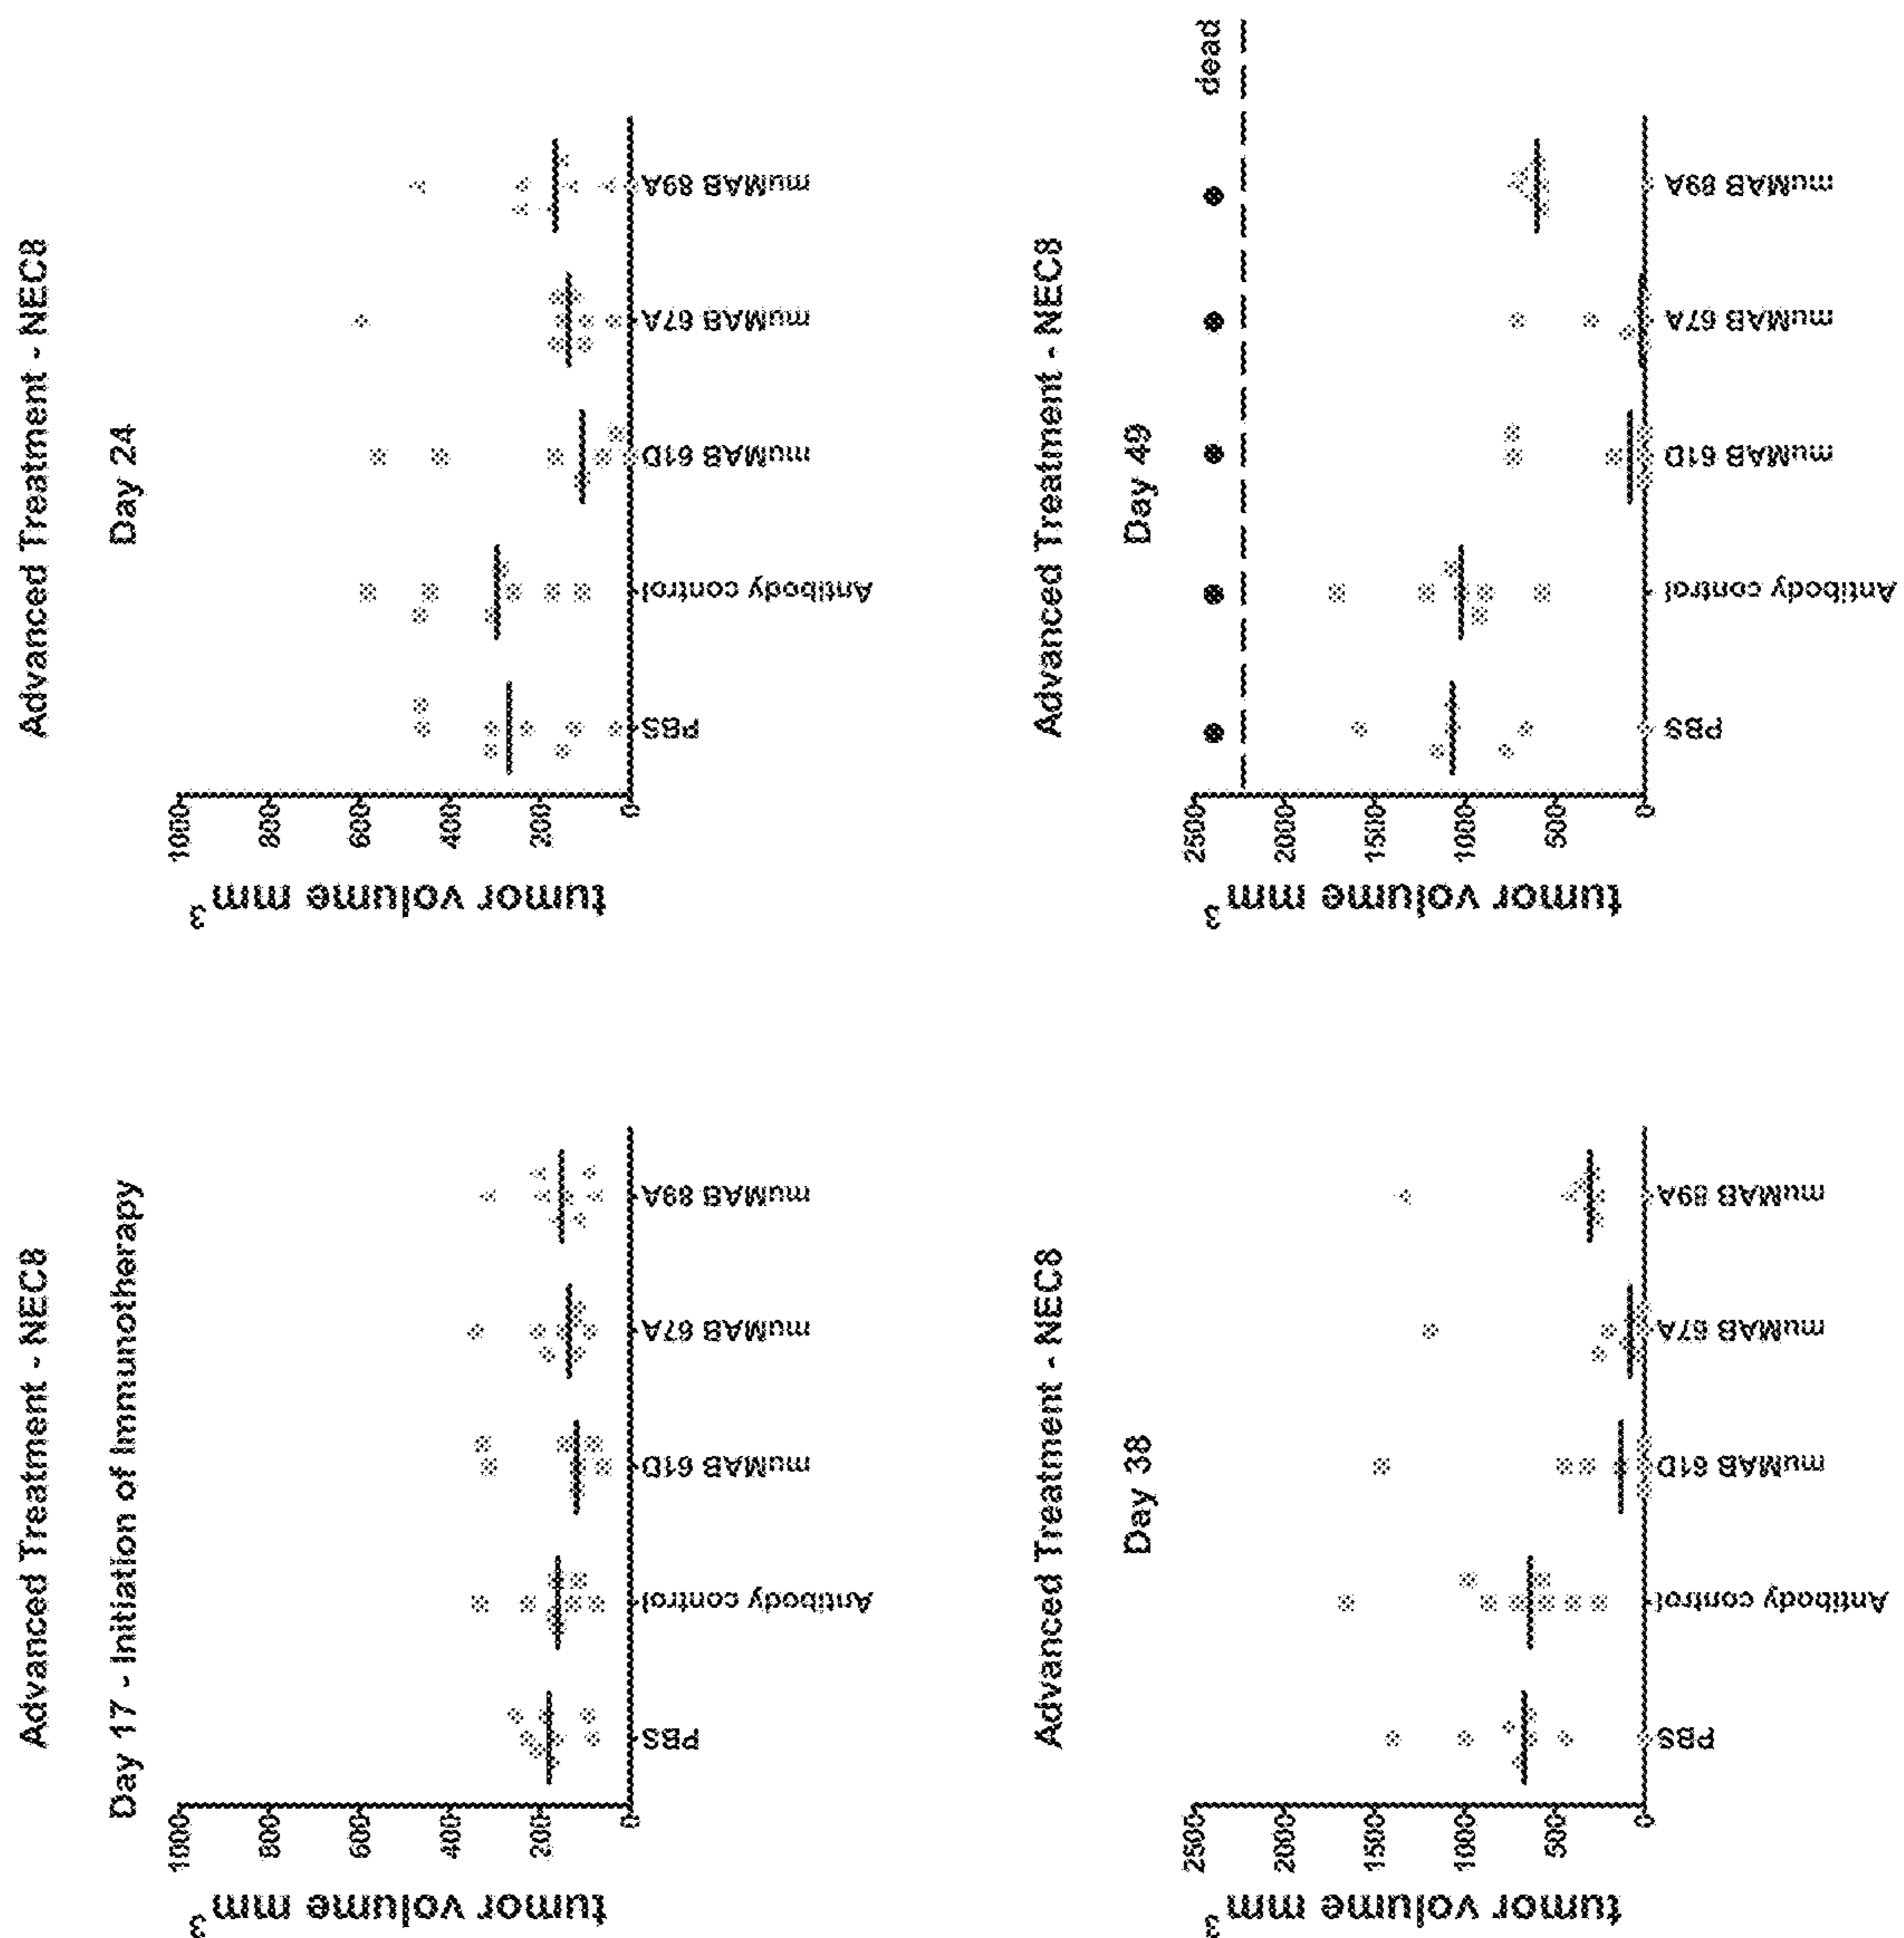 Advanced Treatment - NEC8
Day 17 - Initiation of Immunotherapy
tumor volume mm3
1000
800
600
400
200
0
PBS
Antibody control
muMAB 61D
muMAB 67A
muMAB 89A
Advanced Treatment - NEC8
Day 24
tumor volume mm3
1000
800
600
400
200
0
PBS
Antibody control
muMAB 61D
muMAB 67A
muMAB 89A
Advanced Treatment - NEC8
Day 38
tumor volume mm3
2500
2000
1500
1000
500
0
PBS
Antibody control
muMAB 61D
muMAB 67A
muMAB 89A
Advanced Treatment - NEC8
Day 49
dead
tumor volume mm3
2500
2000
1500
1000
500
0
PBS
Antibody control
muMAB 61D
muMAB 67A
muMAB 89A